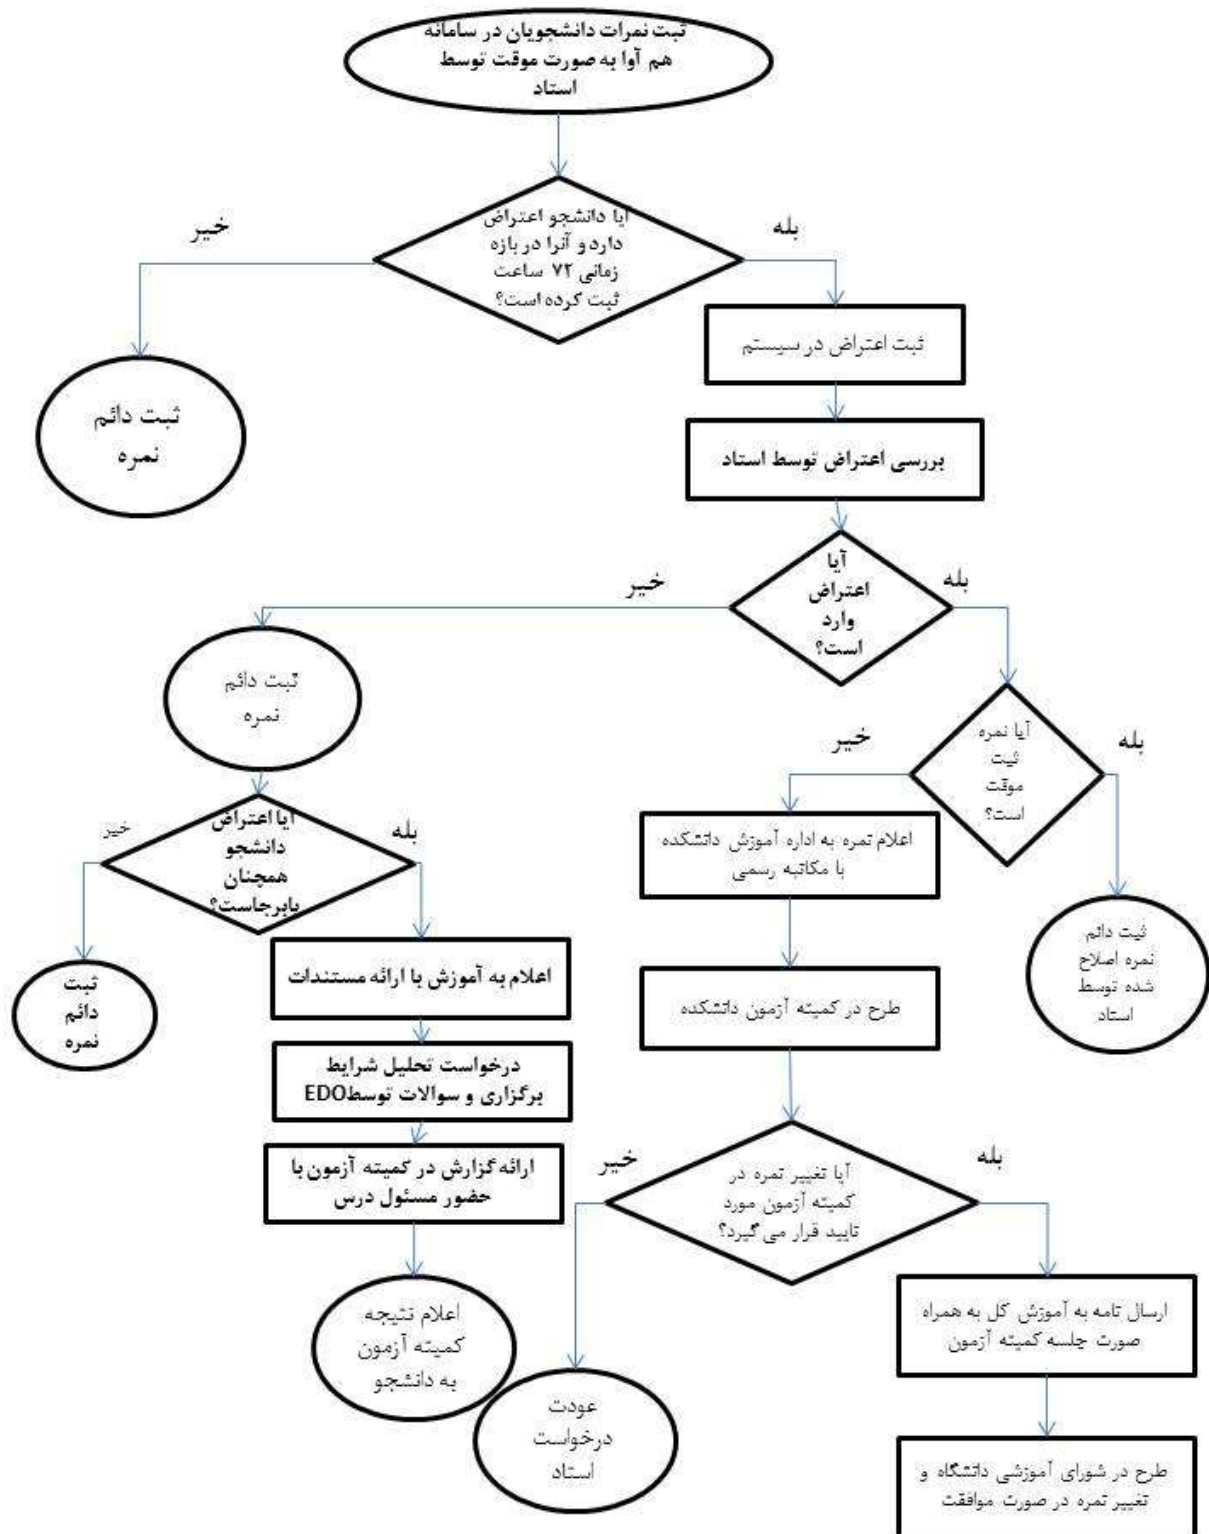 ثبت نمرات دانشجویان در سامانه
هم آوا به صورت موقت توسط
استاد
آیا دانشجو اعتراض
دارد و آنرا در بازه
زمانی ۷۲ ساعت
ثبت کرده است؟
خیر
بله
ثبت اعتراض در سیستم
ثبت دائم
نمره
بررسی اعتراض توسط استاد
آیا
اعتراض
وارد
است؟
خیر
بله
ثبت دائم
نمره
آیا نمره
ثبت
موقت
است؟
خیر
بله
اعلام نمره به اداره آموزش دانشکده
با مکاتبه رسمی
ثبت دائم
نمره اصلاح
شده توسط
استاد
آیا اعتراض
دانشجو
همچنان
پابرجاست؟
خیر
بله
ثبت
دائم
نمره
اعلام به آموزش با ارائه مستندات
طرح در کمیته آزمون دانشکده
درخواست تحلیل شرایط
برگزاری و سوالات توسطEDO
ارائه گزارش در کمیته آزمون با
حضور مسئول درس
آیا تغییر نمره در
کمیته آزمون مورد
تایید قرار می گیرد؟
خیر
بله
اعلام نتیجه
کمیته آزمون
به دانشجو
عودت
درخواست
استاد
ارسال نامه به آموزش کل به همراه
صورت جلسه کمیته آزمون
طرح در شورای آموزشی دانشگاه و
تغییر نمره در صورت موافقت